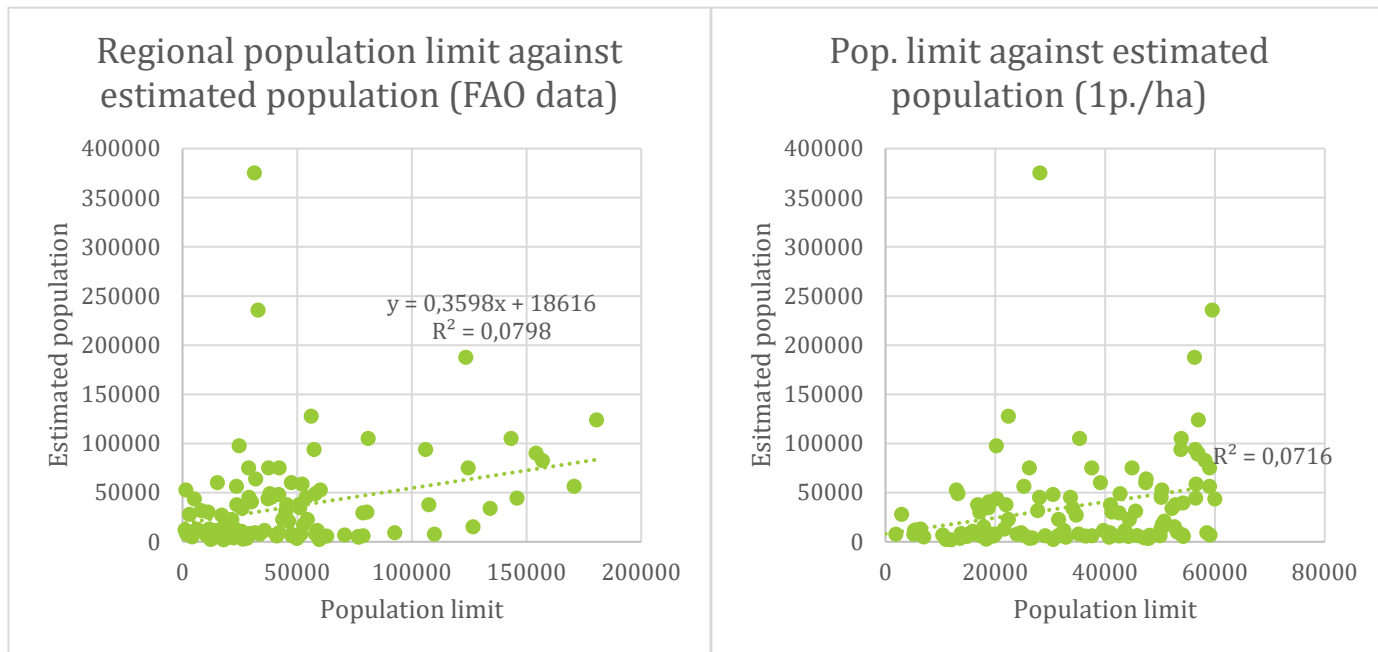 Regional population limit against
estimated population (FAO data)
400000
350000
300000
250000
200000
150000
100000
50000
0
Estimated population
y = 0,3598x + 18616
R² = 0,0798
0 50000 100000 150000 200000
Population limit
Pop. limit against estimated
population (1p./ha)
400000
350000
300000
250000
200000
150000
100000
50000
0
Esitmated population
R² = 0,0716
0 20000 40000 60000 80000
Population limit